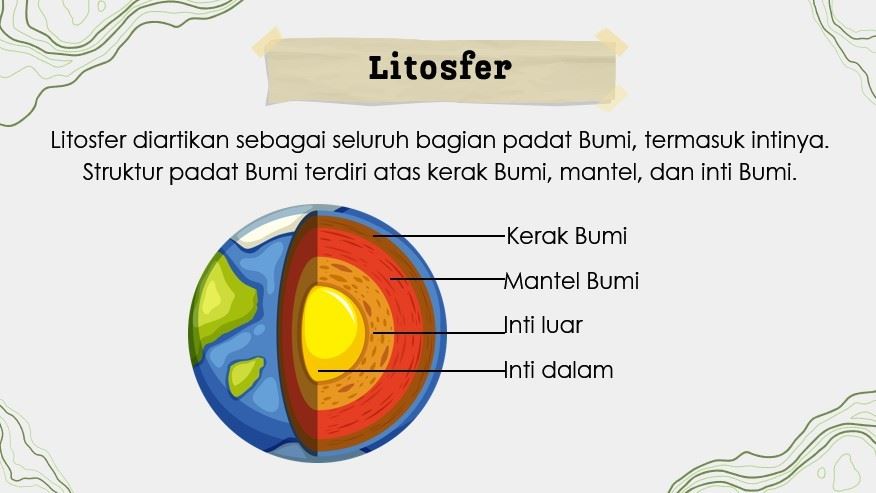 Litosfer
Litosfer diartikan sebagai seluruh bagian padat Bumi, termasuk intinya.
Struktur padat Bumi terdiri atas kerak Bumi, mantel, dan inti Bumi.
Kerak Bumi
Mantel Bumi
Inti luar
Inti dalam